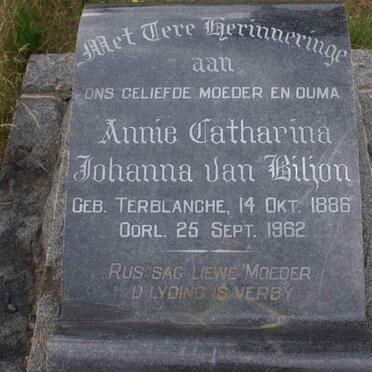 Met Tere Herinneringe
aan
ONS GELIEFDE MOEDER EN OUMA
Annie Catharina
Johanna van Biljon
GEB. TERBLANCHE, 14 OKT. 1886
OORL. 25 SEPT. 1962
RUS SAG LIEWE MOEDER
U LYDING IS VERBY